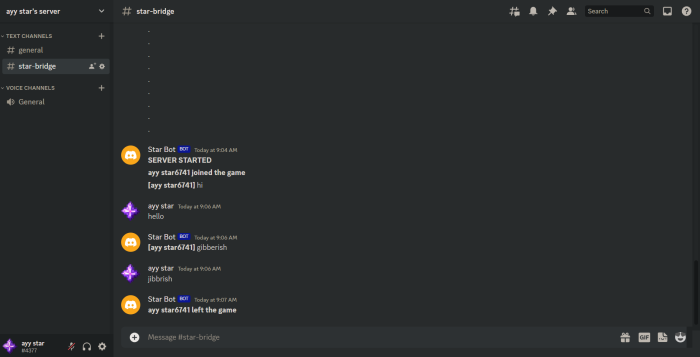 ayy star's server
# star-bridge
Search
TEXT CHANNELS
# general
# star-bridge
VOICE CHANNELS
General
.
.
.
.
.
.
.
.
.
Star Bot BOT Today at 9:04 AM
SERVER STARTED
ayy star6741 joined the game
[ayy star6741] hi
ayy star Today at 9:06 AM
hello
Star Bot BOT Today at 9:06 AM
[ayy star6741] gibberish
ayy star Today at 9:06 AM
jibbrish
Star Bot BOT Today at 9:07 AM
ayy star6741 left the game
ayy star
#4377
Message #star-bridge
GIF